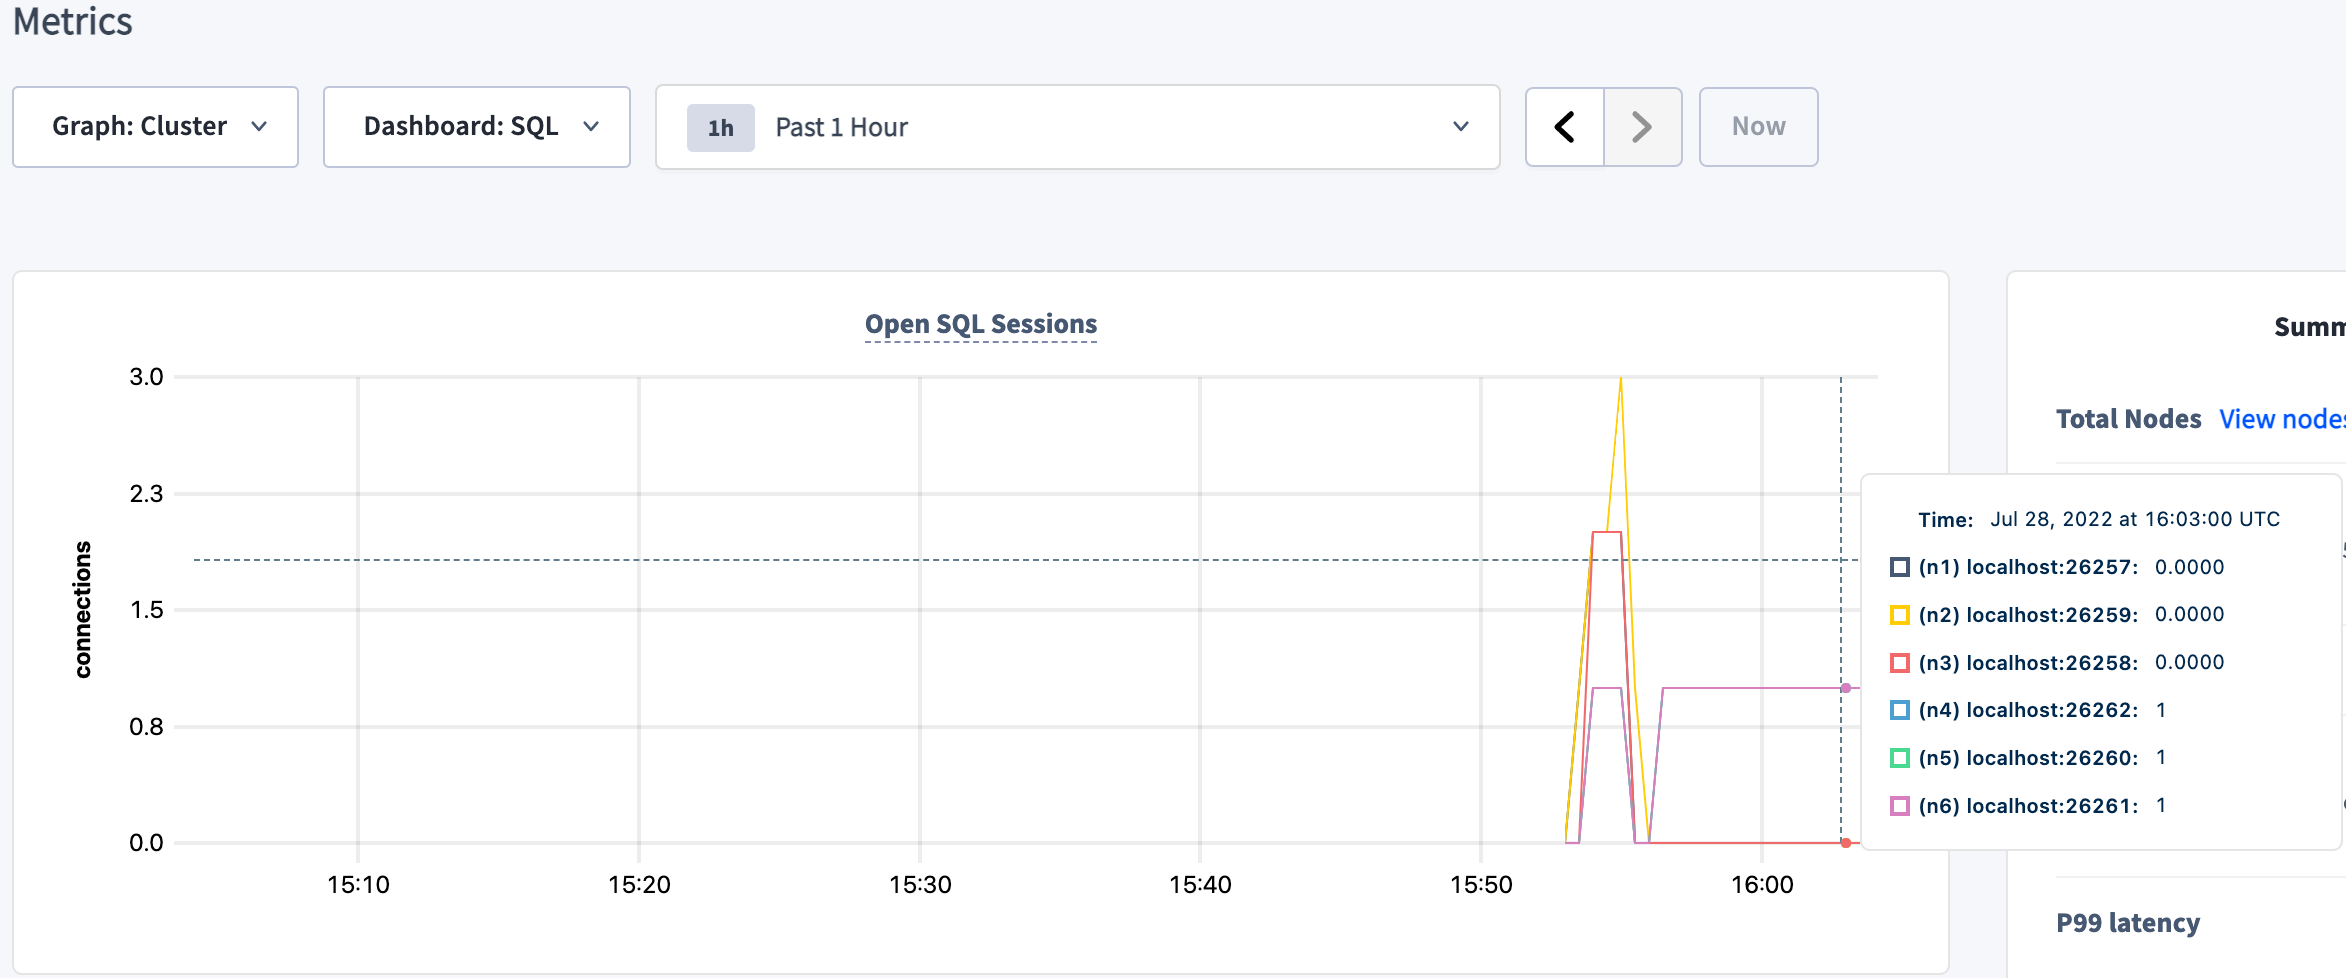 Metrics
Graph: Cluster
Dashboard: SQL
1h Past 1 Hour
Now
Open SQL Sessions
connections
3.0
2.3
1.5
0.8
0.0
15:10 15:20 15:30 15:40 15:50 16:00
Time: Jul 28, 2022 at 16:03:00 UTC
(n1) localhost:26257: 0.0000
(n2) localhost:26259: 0.0000
(n3) localhost:26258: 0.0000
(n4) localhost:26262: 1
(n5) localhost:26260: 1
(n6) localhost:26261: 1
Summ
Total Nodes View nodes
P99 latency